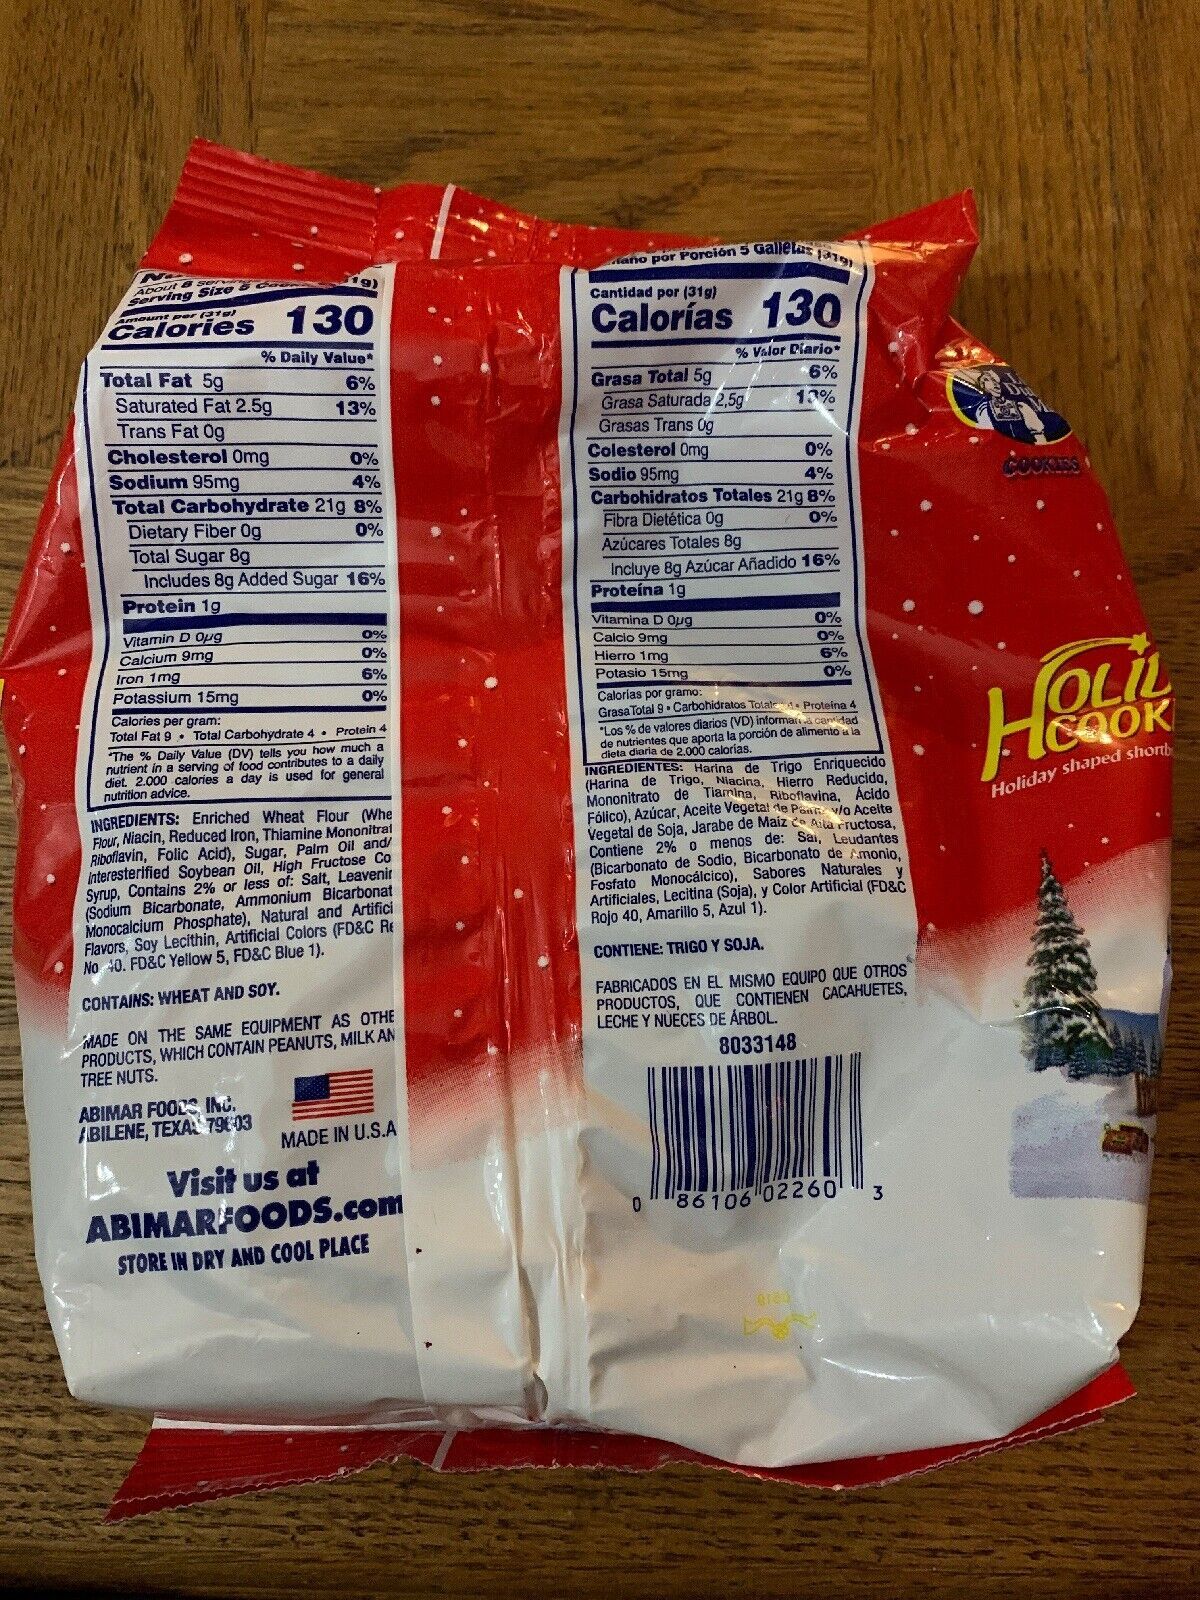 About 8
Serving Size 5
Amount per (31g)
Calories 130
% Daily Value*
Total Fat 5g 6%
Saturated Fat 2.5g 13%
Trans Fat 0g
Cholesterol 0mg 0%
Sodium 95mg 4%
Total Carbohydrate 21g 8%
Dietary Fiber 0g 0%
Total Sugar 8g
Includes 8g Added Sugar 16%
Protein 1g
Vitamin D 0µg 0%
Calcium 9mg 0%
Iron 1mg 6%
Potassium 15mg 0%
Calories per gram:
Total Fat 9 • Total Carbohydrate 4 • Protein 4
*The % Daily Value (DV) tells you how much a
nutrient in a serving of food contributes to a daily
diet. 2.000 calories a day is used for general
nutrition advice.
INGREDIENTS: Enriched Wheat Flour (Whe
Flour, Niacin, Reduced Iron, Thiamine Mononitrat
Riboflavin, Folic Acid), Sugar, Palm Oil and/
Interesterified Soybean Oil, High Fructose Co
Syrup, Contains 2% or less of: Salt, Leavenin
(Sodium Bicarbonate, Ammonium Bicarbonat
Monocalcium Phosphate), Natural and Artifici
Flavors, Soy Lecithin, Artificial Colors (FD&C Re
No. 40. FD&C Yellow 5, FD&C Blue 1).
CONTAINS: WHEAT AND SOY.
MADE ON THE SAME EQUIPMENT AS OTHE
PRODUCTS, WHICH CONTAIN PEANUTS, MILK AN
TREE NUTS.
ABIMAR FOODS, INC.
ABILENE, TEXAS 79603
MADE IN U.S.A
Visit us at
ABIMARFOODS.com
STORE IN DRY AND COOL PLACE
por Porción 5 Galletas (31g)
Cantidad por (31g)
Calorías 130
% Valor Diario*
Grasa Total 5g 6%
Grasa Saturada 2,5g 13%
Grasas Trans 0g
Colesterol 0mg 0%
Sodio 95mg 4%
Carbohidratos Totales 21g 8%
Fibra Dietética 0g 0%
Azúcares Totales 8g
Incluye 8g Azúcar Añadido 16%
Proteína 1g
Vitamina D 0µg 0%
Calcio 9mg 0%
Hierro 1mg 6%
Potasio 15mg 0%
Calorías por gramo:
GrasaTotal 9 • Carbohidratos Totales 4 • Proteína 4
*Los % de valores diarios (VD) informan la cantidad
de nutrientes que aporta la porción de alimento a la
dieta diaria de 2.000 calorías.
INGREDIENTES: Harina de Trigo Enriquecido
(Harina de Trigo, Niacina, Hierro Reducido,
Mononitrato de Tiamina, Riboflavina, Ácido
Fólico), Azúcar, Aceite Vegetal de Palma y/o Aceite
Vegetal de Soja, Jarabe de Maíz de Alta Fructosa,
Contiene 2% o menos de: Sal, Leudantes
(Bicarbonato de Sodio, Bicarbonato de Amonio,
Fosfato Monocálcico), Sabores Naturales y
Artificiales, Lecitina (Soja), y Color Artificial (FD&C
Rojo 40, Amarillo 5, Azul 1).
CONTIENE: TRIGO Y SOJA.
FABRICADOS EN EL MISMO EQUIPO QUE OTROS
PRODUCTOS, QUE CONTIENEN CACAHUETES,
LECHE Y NUECES DE ÁRBOL.
8033148
0 86106 02260 3
COOKIES
HOLI
COOK
Holiday shaped shortb